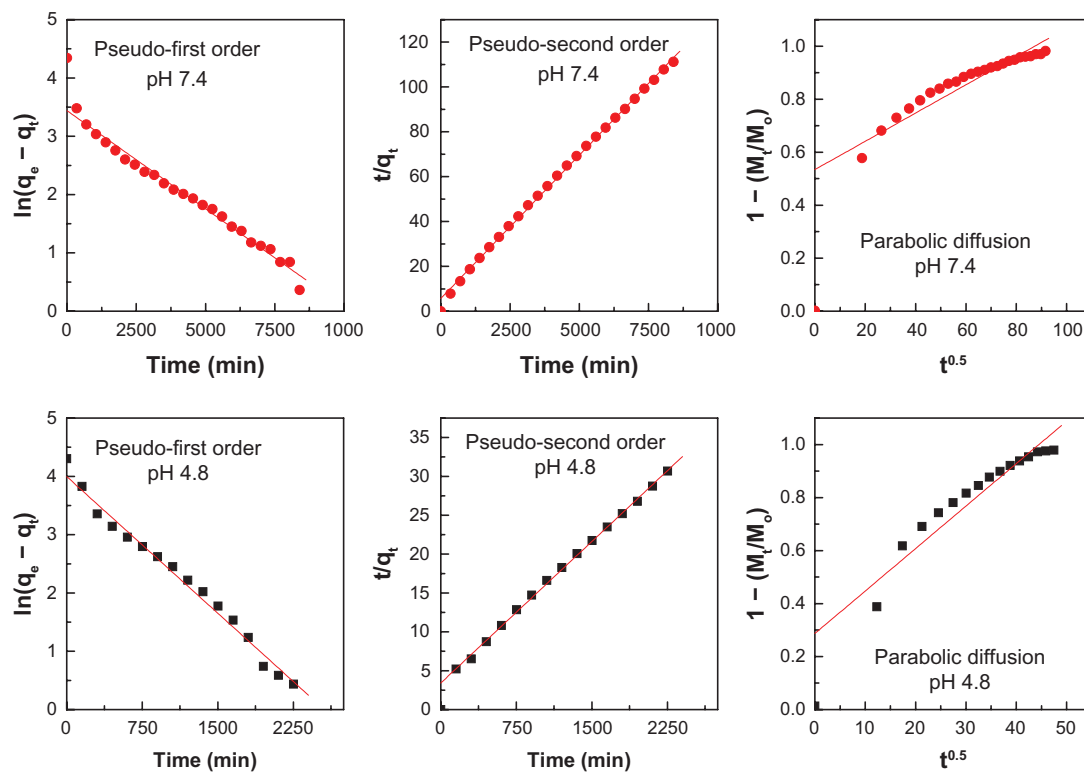 Pseudo-first order
pH 7.4
ln(qₑ – qₜ)
5
4
3
2
1
0
0 2500 5000 7500 1000
Time (min)
Pseudo-second order
pH 7.4
t/qₜ
120
100
80
60
40
20
0
0 2500 5000 7500 1000
Time (min)
Parabolic diffusion
pH 7.4
1 – (Mₜ/Mₒ)
1.0
0.8
0.6
0.4
0.2
0.0
0 20 40 60 80 100
t⁰·⁵
Pseudo-first order
pH 4.8
ln(qₑ – qₜ)
5
4
3
2
1
0
0 750 1500 2250
Time (min)
Pseudo-second order
pH 4.8
t/qₜ
35
30
25
20
15
10
5
0
0 750 1500 2250
Time (min)
Parabolic diffusion
pH 4.8
1 – (Mₜ/Mₒ)
1.0
0.8
0.6
0.4
0.2
0.0
0 10 20 30 40 50
t⁰·⁵